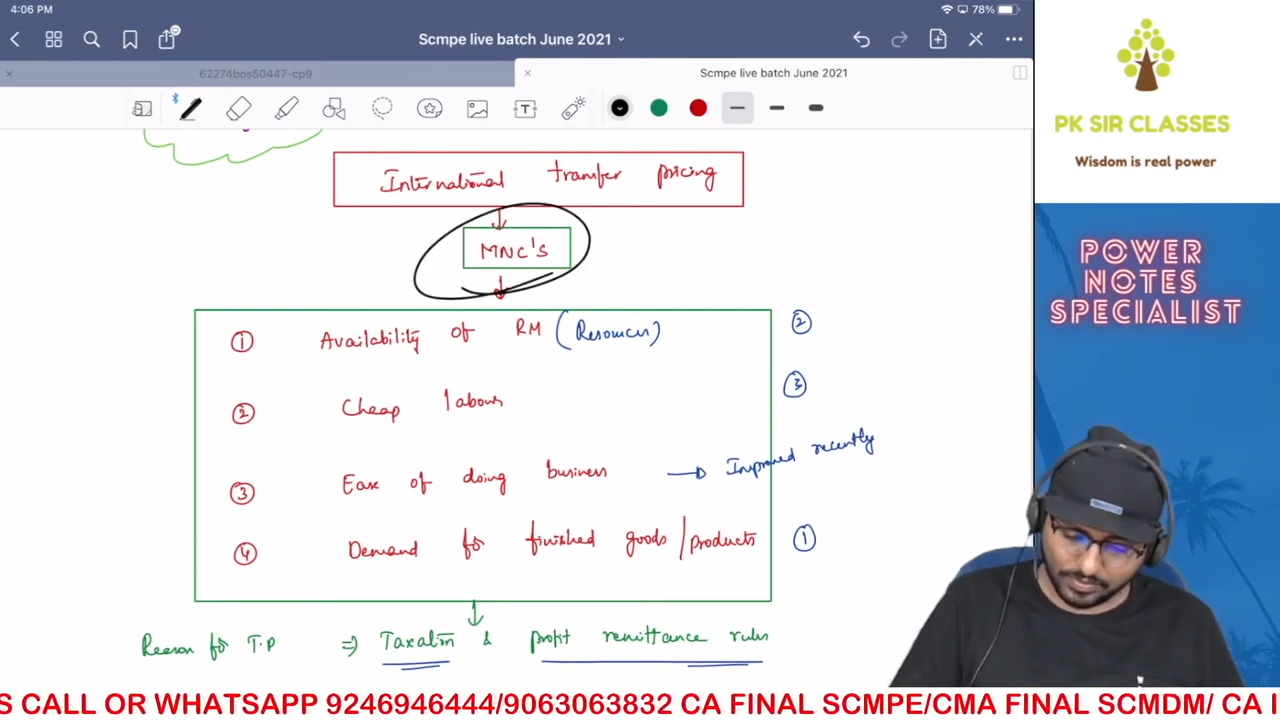 4:06 PM
78%
Scmpe live batch June 2021
62274bos50447-cp9
Scmpe live batch June 2021
International transfer pricing
MNC'S
① Availability of RM (Resources) ②
② Cheap labour ③
③ Ease of doing business → Improved recently
④ Demand for finished goods/products ①
Reason for T.P ⇒ Taxation & profit remittance rules
PK SIR CLASSES
Wisdom is real power
POWER
NOTES
SPECIALIST
S CALL OR WHATSAPP 9246946444/9063063832 CA FINAL SCMPE/CMA FINAL SCMDM/ CA